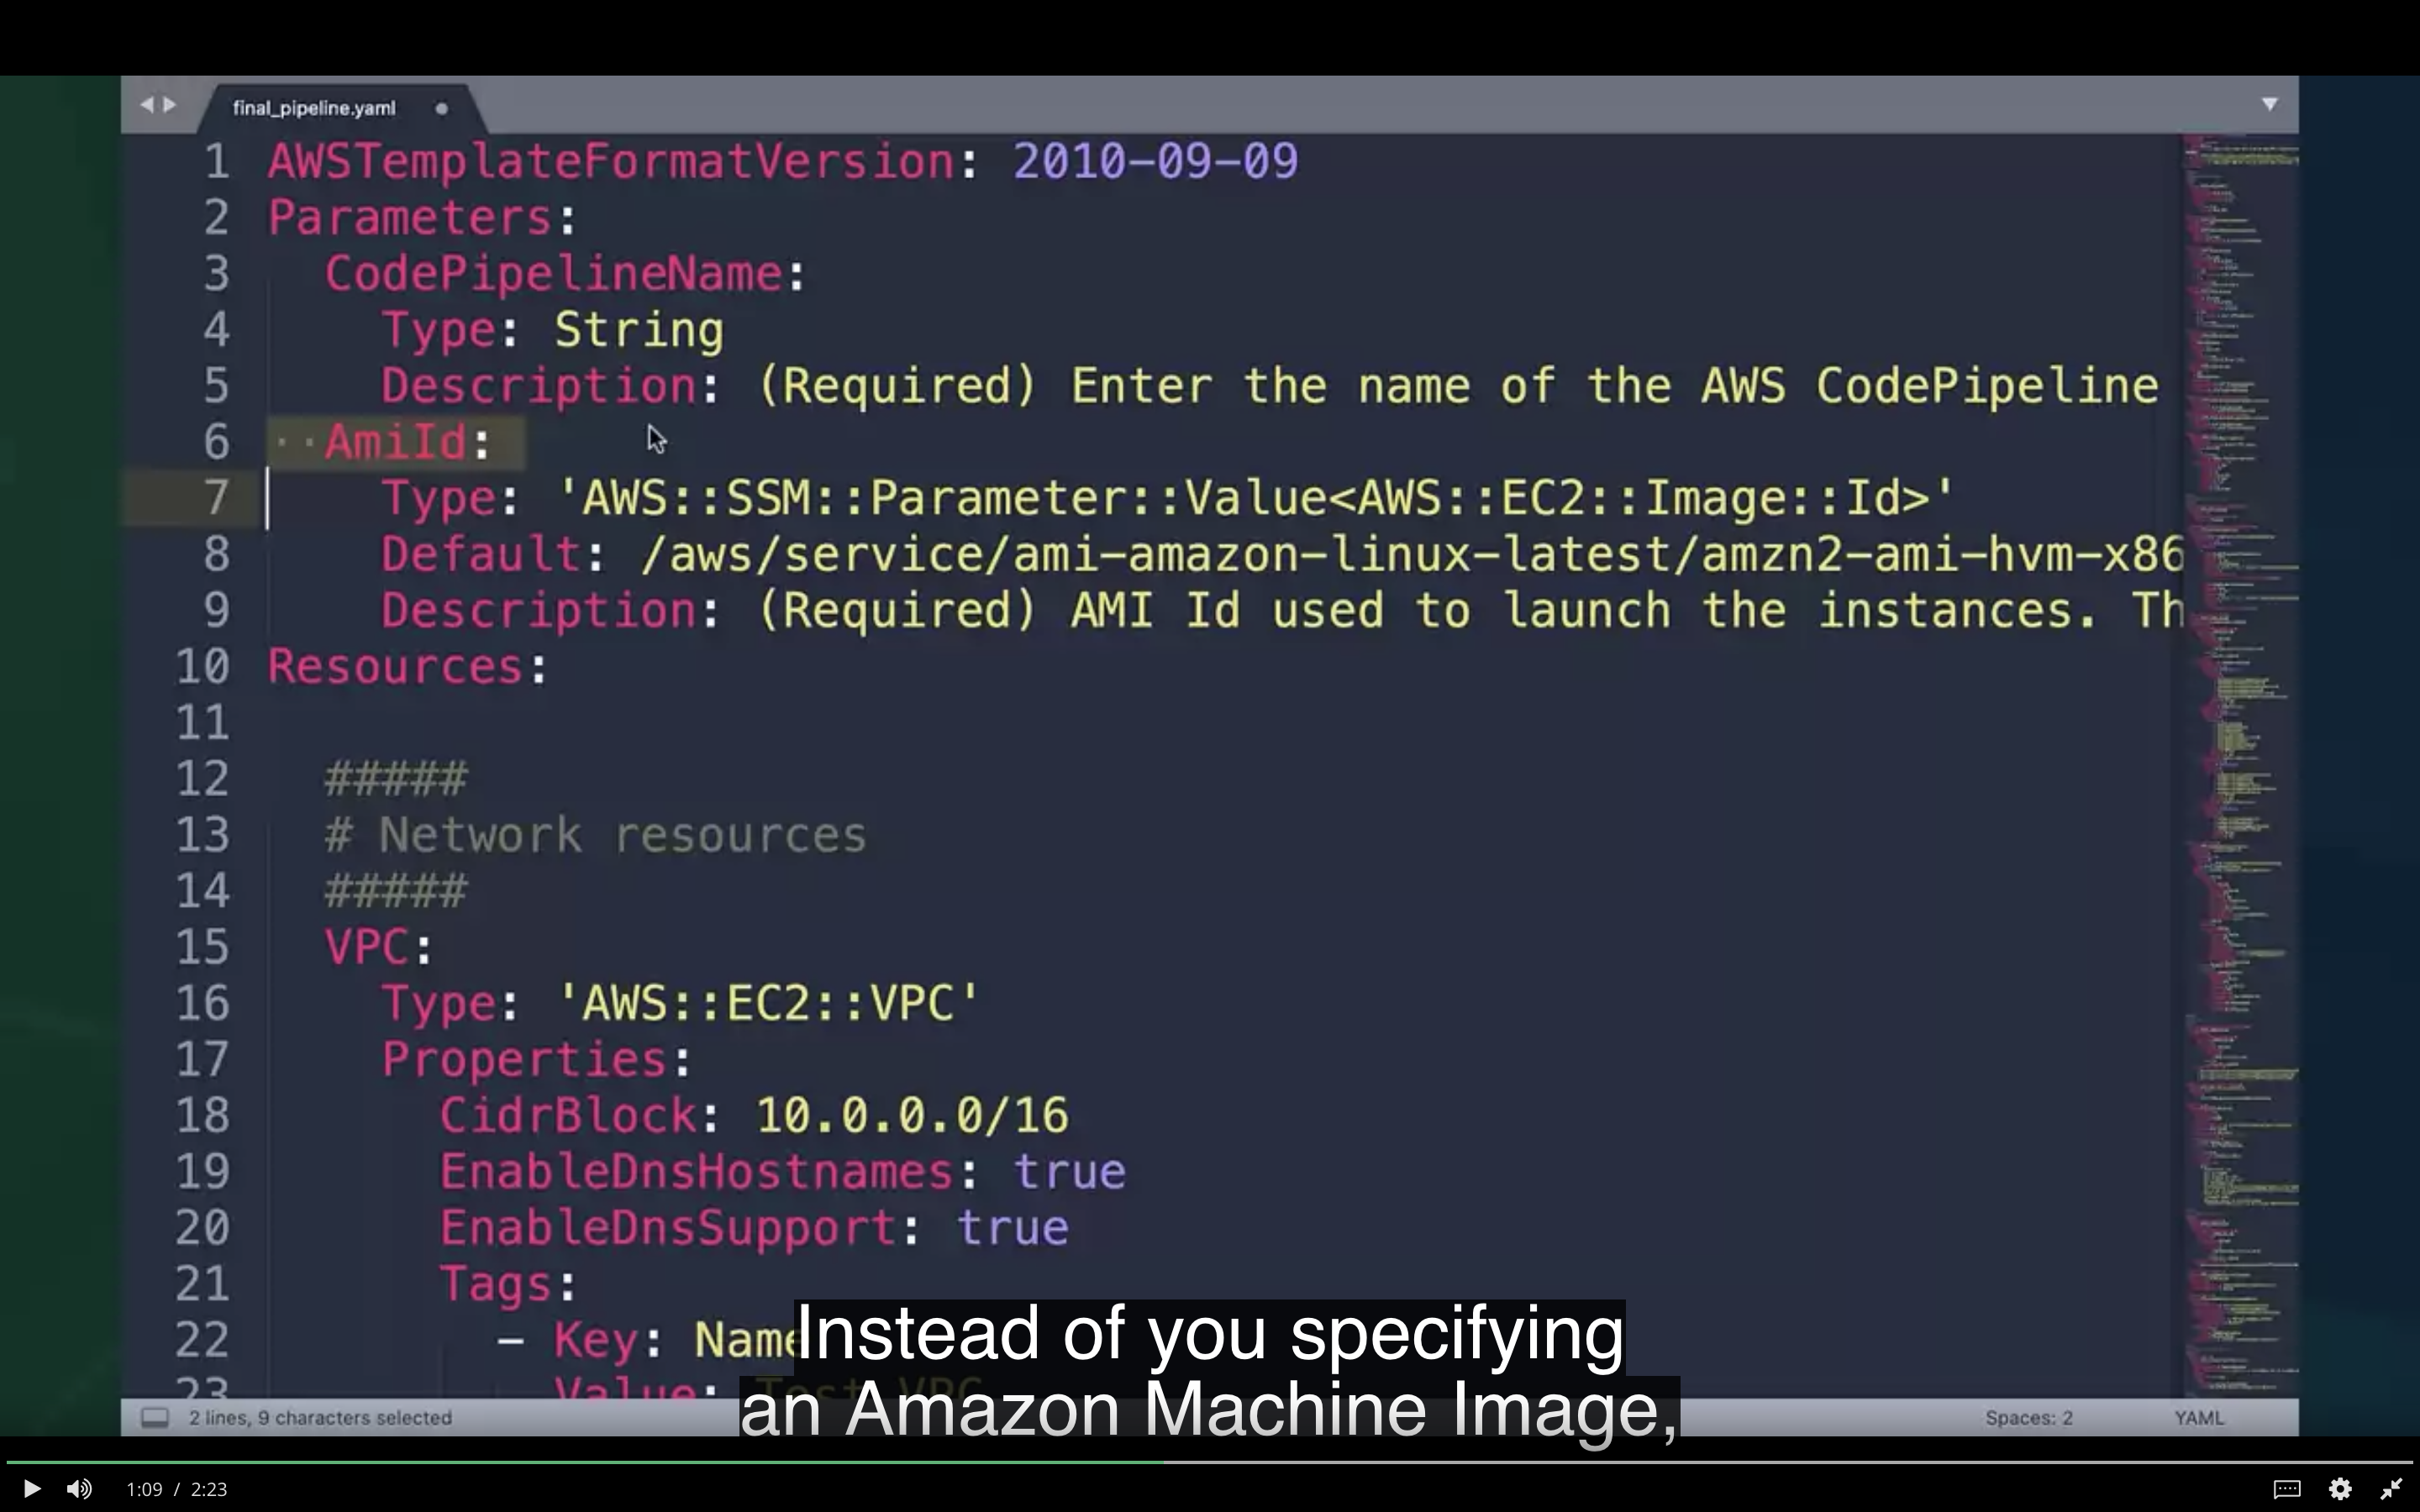 final_pipeline.yaml
1 AWSTemplateFormatVersion: 2010-09-09
2 Parameters:
3 CodePipelineName:
4 Type: String
5 Description: (Required) Enter the name of the AWS CodePipeline
6 AmiId:
7 Type: 'AWS::SSM::Parameter::Value<AWS::EC2::Image::Id>'
8 Default: /aws/service/ami-amazon-linux-latest/amzn2-ami-hvm-x86
9 Description: (Required) AMI Id used to launch the instances. Th
10 Resources:
11
12 #####
13 # Network resources
14 #####
15 VPC:
16 Type: 'AWS::EC2::VPC'
17 Properties:
18 CidrBlock: 10.0.0.0/16
19 EnableDnsHostnames: true
20 EnableDnsSupport: true
21 Tags:
22 - Key: Name
23 Value: Test VPC
Instead of you specifying
an Amazon Machine Image,
2 lines, 9 characters selected
Spaces: 2 YAML
1:09 / 2:23